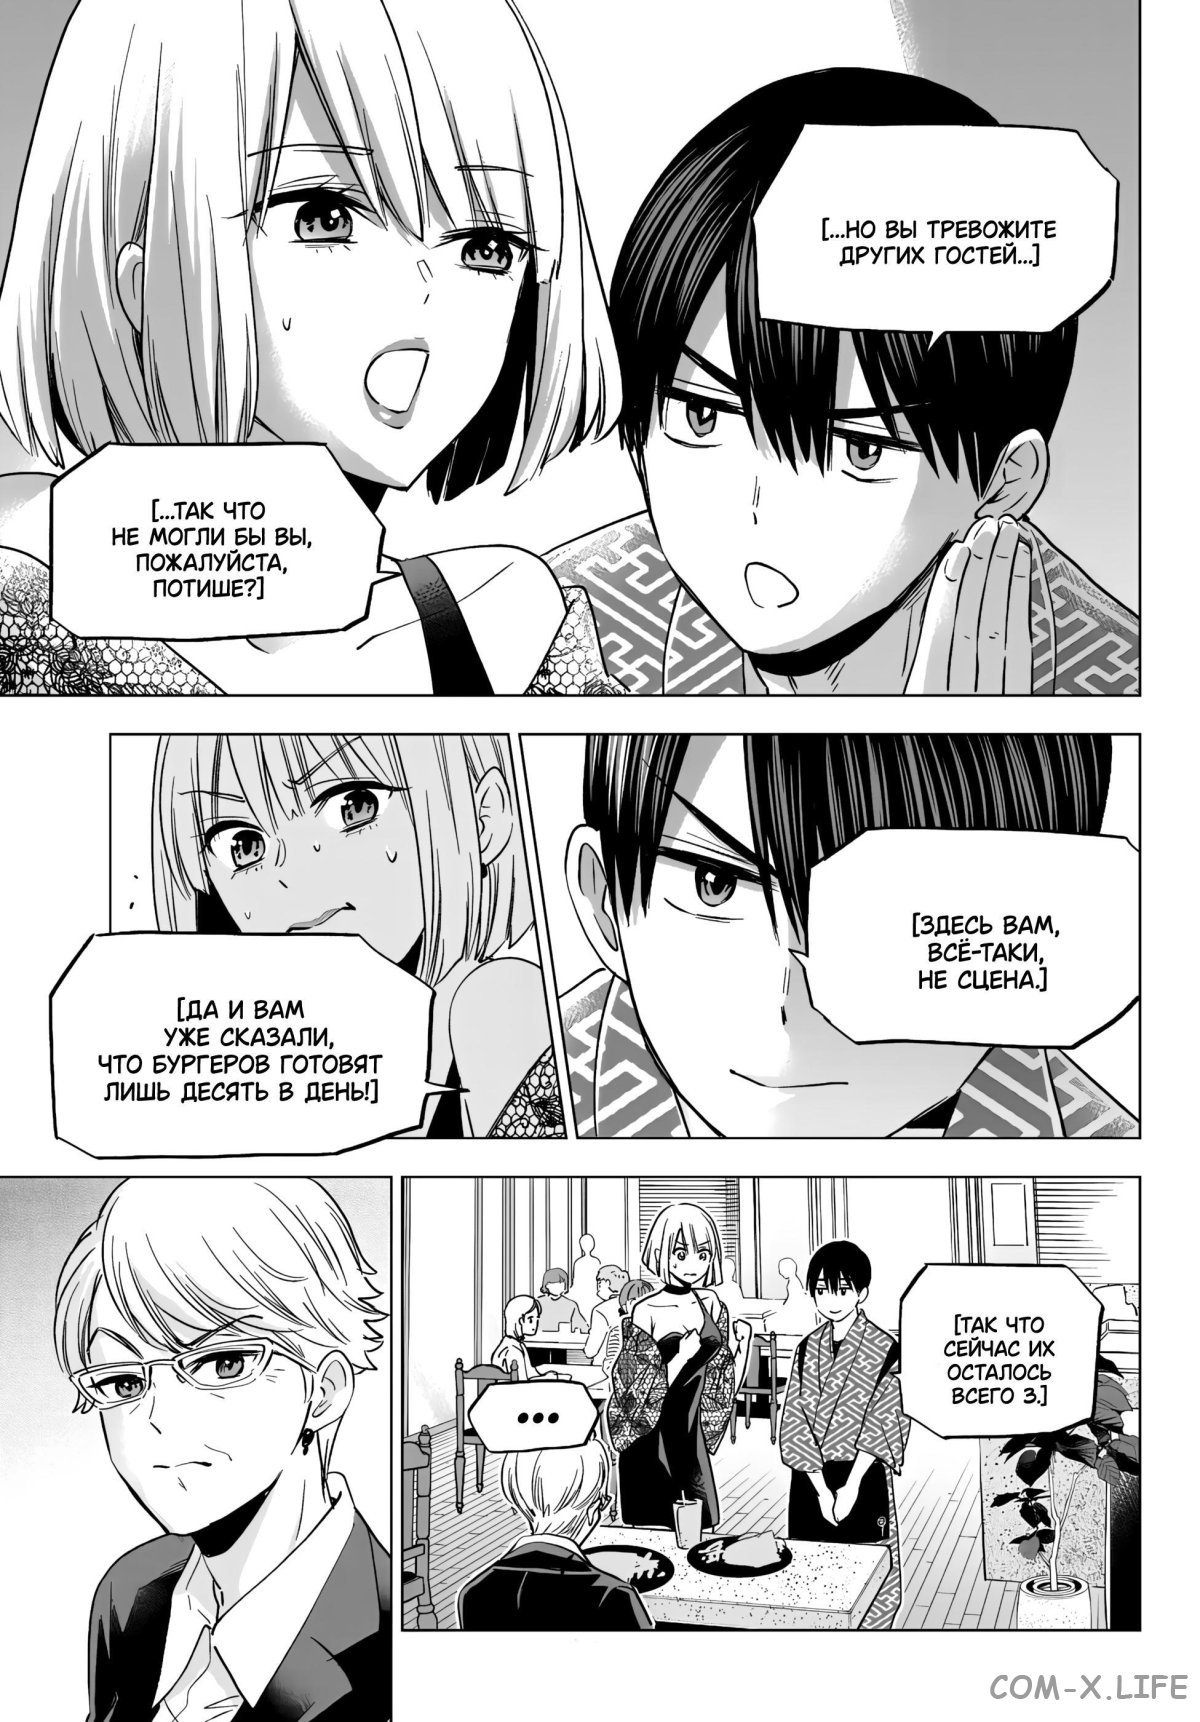 [...НО ВЫ ТРЕВОЖИТЕ
ДРУГИХ ГОСТЕЙ...]
[...ТАК ЧТО
НЕ МОГЛИ БЫ ВЫ,
ПОЖАЛУЙСТА,
ПОТИШЕ?]
[ЗДЕСЬ ВАМ,
ВСЁ-ТАКИ,
НЕ СЦЕНА.]
[ДА И ВАМ
УЖЕ СКАЗАЛИ,
ЧТО БУРГЕРОВ ГОТОВЯТ
ЛИШЬ ДЕСЯТЬ В ДЕНЬ!]
[ТАК ЧТО
СЕЙЧАС ИХ
ОСТАЛОСЬ
ВСЕГО 3.]
...
COM-X.LIFE